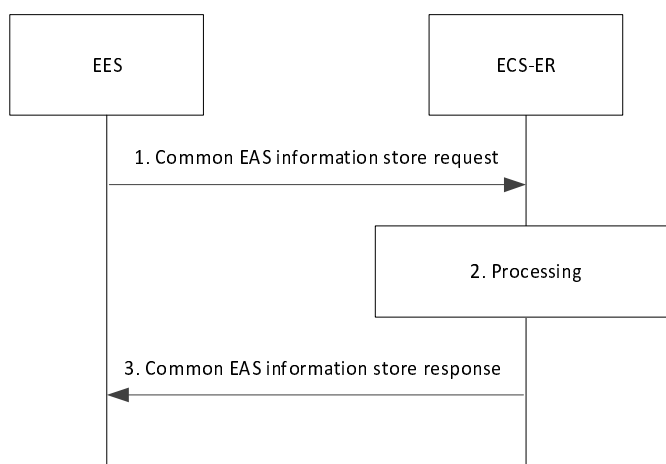 EES
ECS-ER
1. Common EAS information store request
2. Processing
3. Common EAS information store response